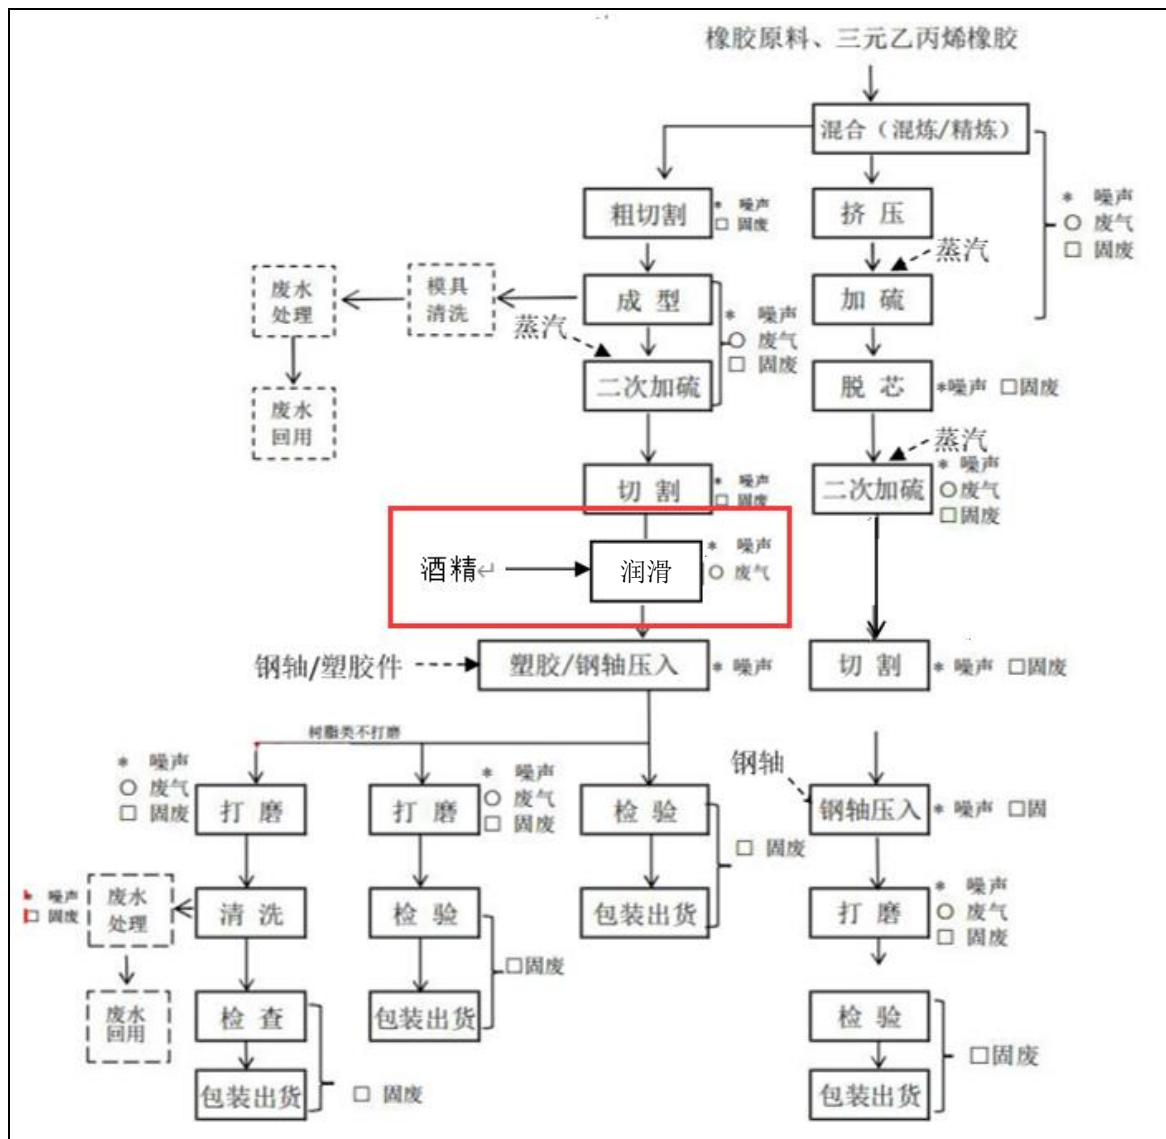 橡胶原料、三元乙丙烯橡胶
混合（混炼/精炼）
粗切割
* 噪声
□ 固废
挤 压
* 噪声
○ 废气
□ 固废
蒸汽
废水
处理
模具
清洗
成 型
加 硫
* 噪声
○ 废气
□ 固废
蒸汽
二次加硫
脱 芯
*噪声 □固废
废水
回用
蒸汽
切 割
* 噪声
□ 固废
二次加硫
* 噪声
○废气
□固废
酒精↵
润滑
* 噪声
○ 废气
钢轴/塑胶件
塑胶/钢轴压入
* 噪声
切 割
* 噪声 □固废
树脂类不打磨
* 噪声
○ 废气
□ 固废
打 磨
打 磨
* 噪声
○ 废气
□ 固废
检 验
□ 固废
钢轴
钢轴压入
* 噪声 □固
* 噪声
□ 固废
废水
处理
清 洗
检 验
包装出货
打 磨
* 噪声
○ 废气
□ 固废
□固废
废水
回用
检 查
包装出货
检 验
□固废
包装出货
□ 固废
包装出货